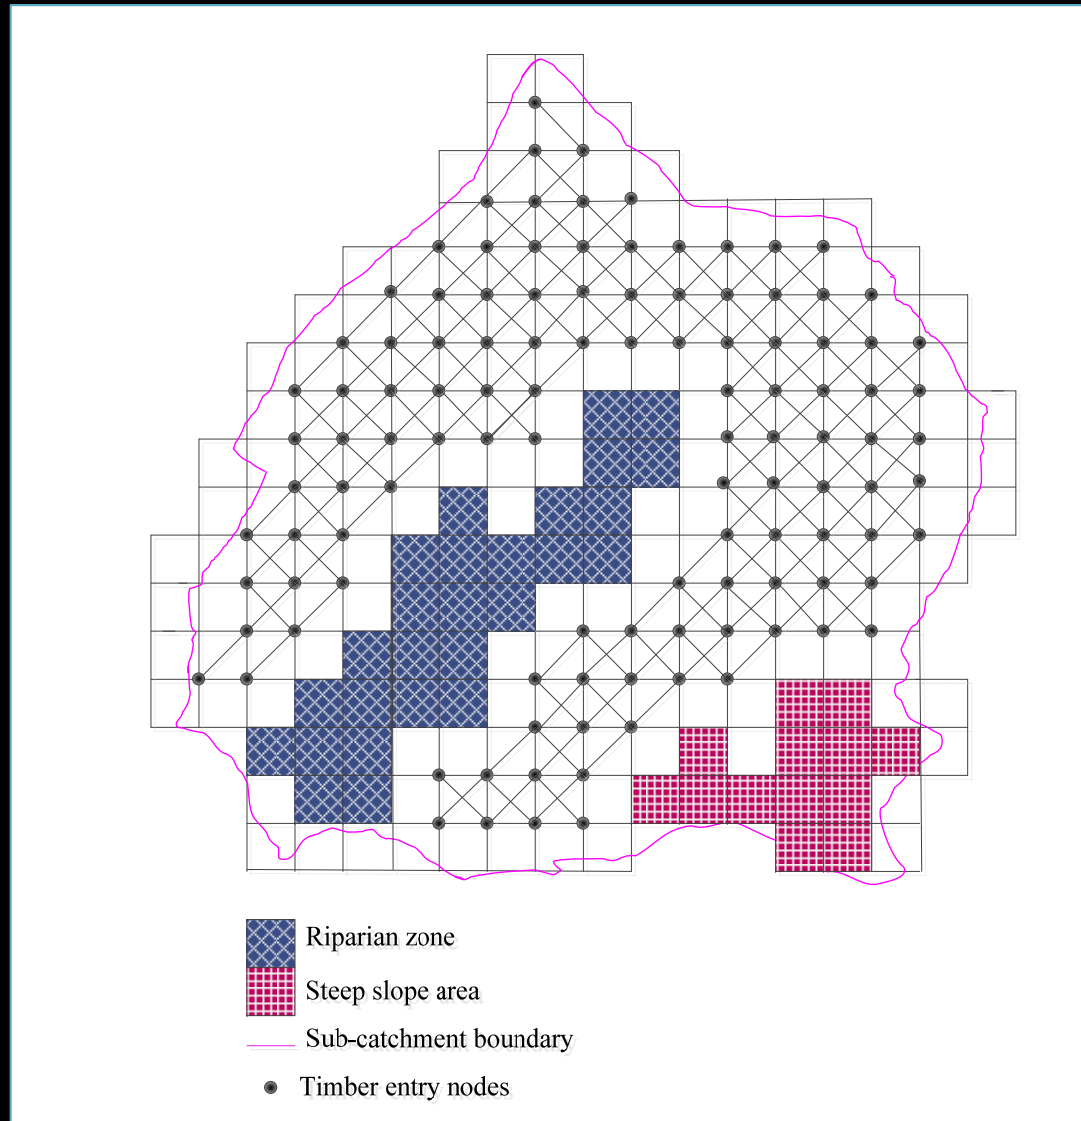 Riparian zone
Steep slope area
Sub-catchment boundary
Timber entry nodes